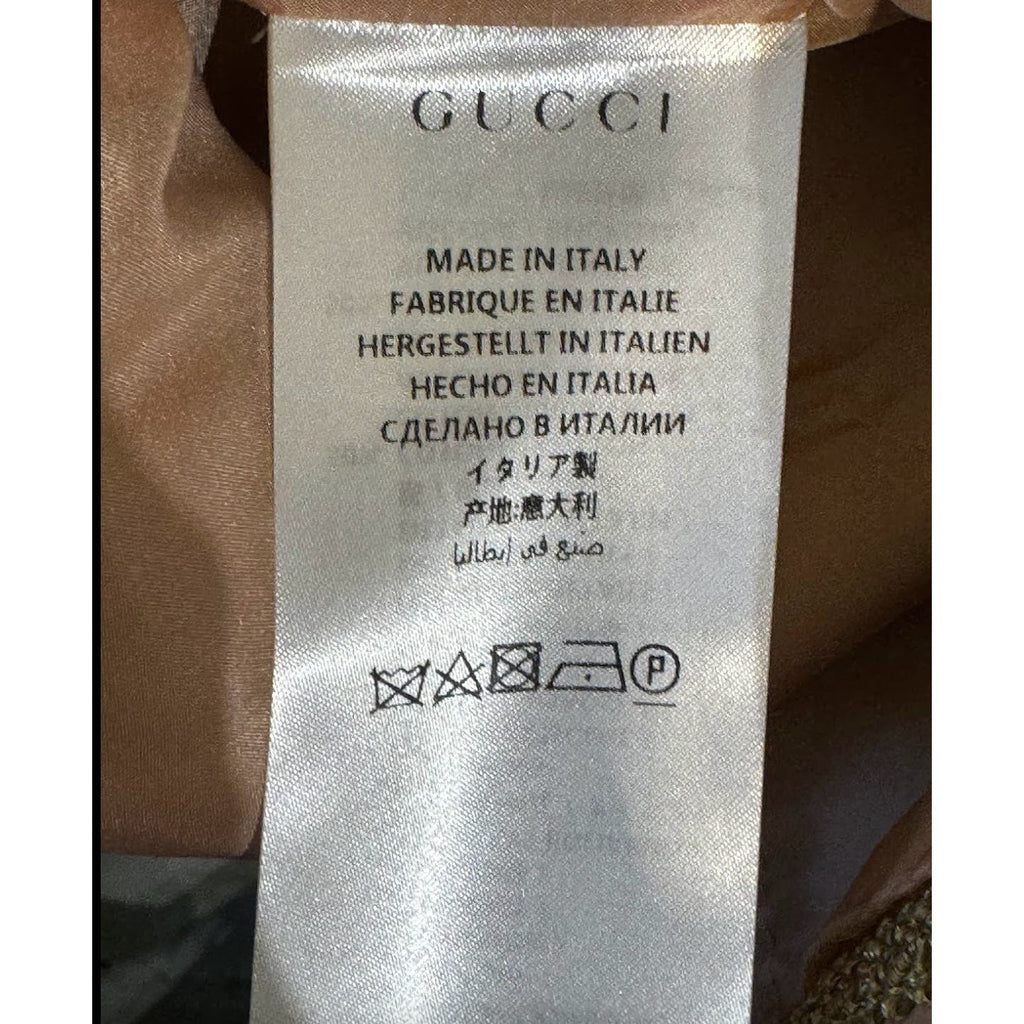 GUCCI
MADE IN ITALY
FABRIQUE EN ITALIE
HERGESTELLT IN ITALIEN
HECHO EN ITALIA
СДЕЛАНО В ИТАЛИИ
イタリア製
产地:意大利
صنع في إيطاليا
P